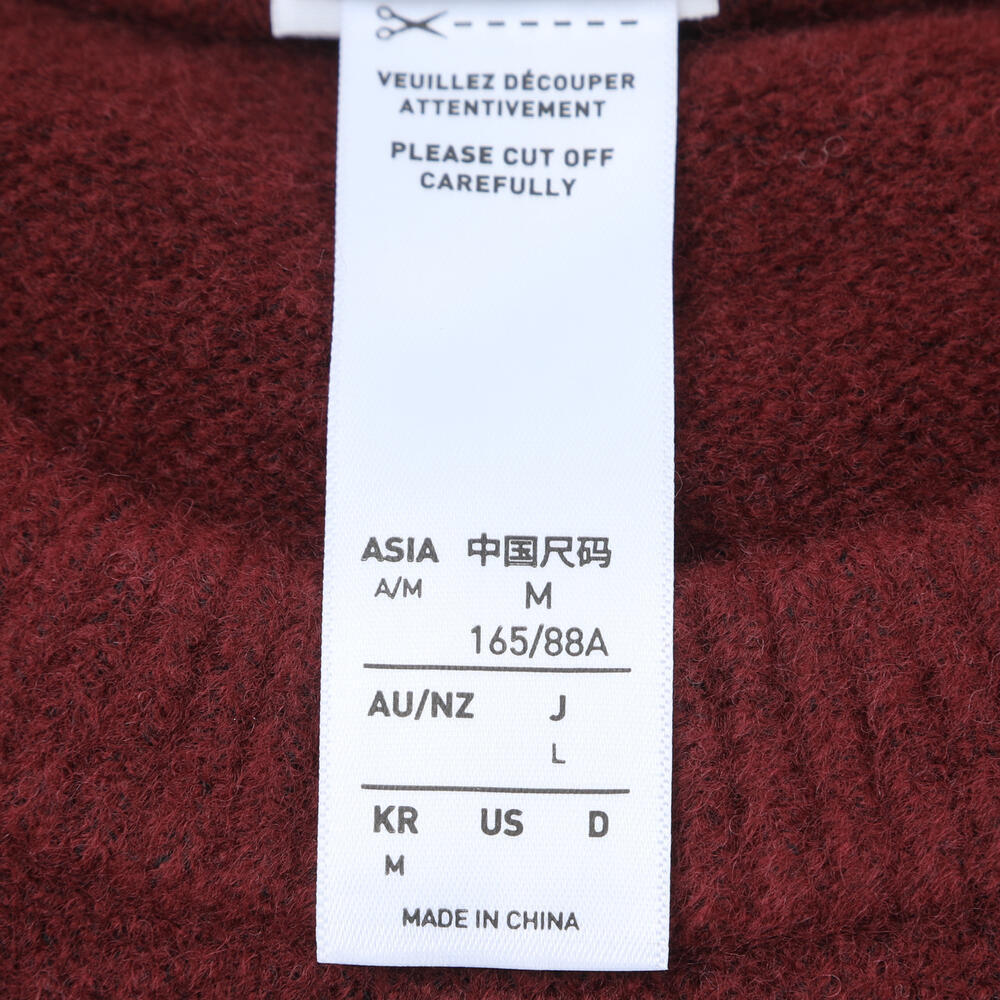 VEUILLEZ DÉCOUPER
ATTENTIVEMENT
PLEASE CUT OFF
CAREFULLY
ASIA 中国尺码
A/M M
165/88A
AU/NZ J
L
KR US D
M
MADE IN CHINA